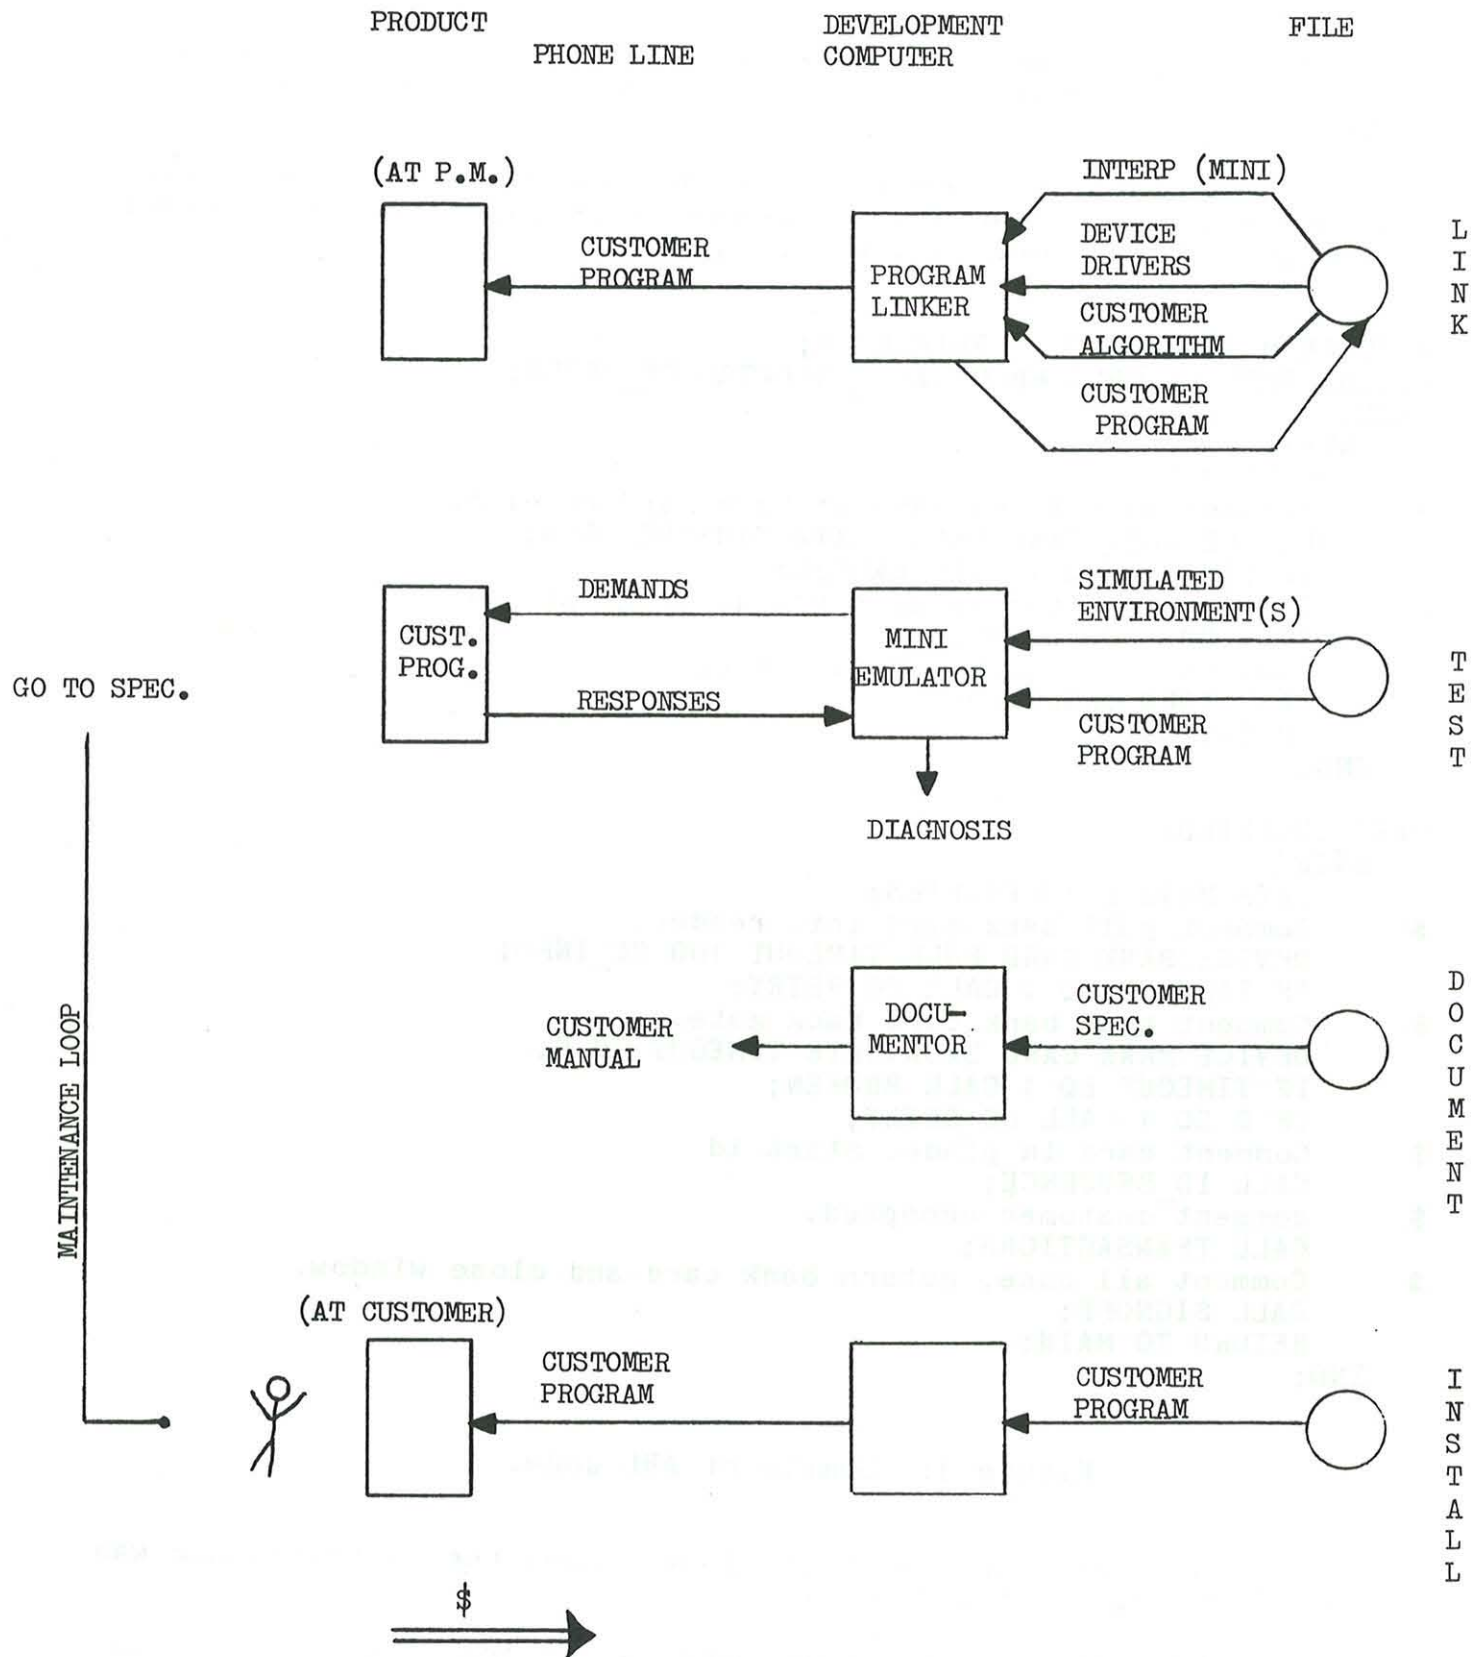 PRODUCT
PHONE LINE
DEVELOPMENT
COMPUTER
FILE
(AT P.M.)
CUSTOMER
PROGRAM
PROGRAM
LINKER
INTERP (MINI)
DEVICE
DRIVERS
CUSTOMER
ALGORITHM
CUSTOMER
PROGRAM
LINK
CUST.
PROG.
DEMANDS
RESPONSES
MINI
EMULATOR
SIMULATED
ENVIRONMENT(S)
CUSTOMER
PROGRAM
DIAGNOSIS
TEST
GO TO SPEC.
MAINTENANCE LOOP
CUSTOMER
MANUAL
DOCU-
MENTOR
CUSTOMER
SPEC.
DOCUMENT
(AT CUSTOMER)
CUSTOMER
PROGRAM
CUSTOMER
PROGRAM
INSTALL
$